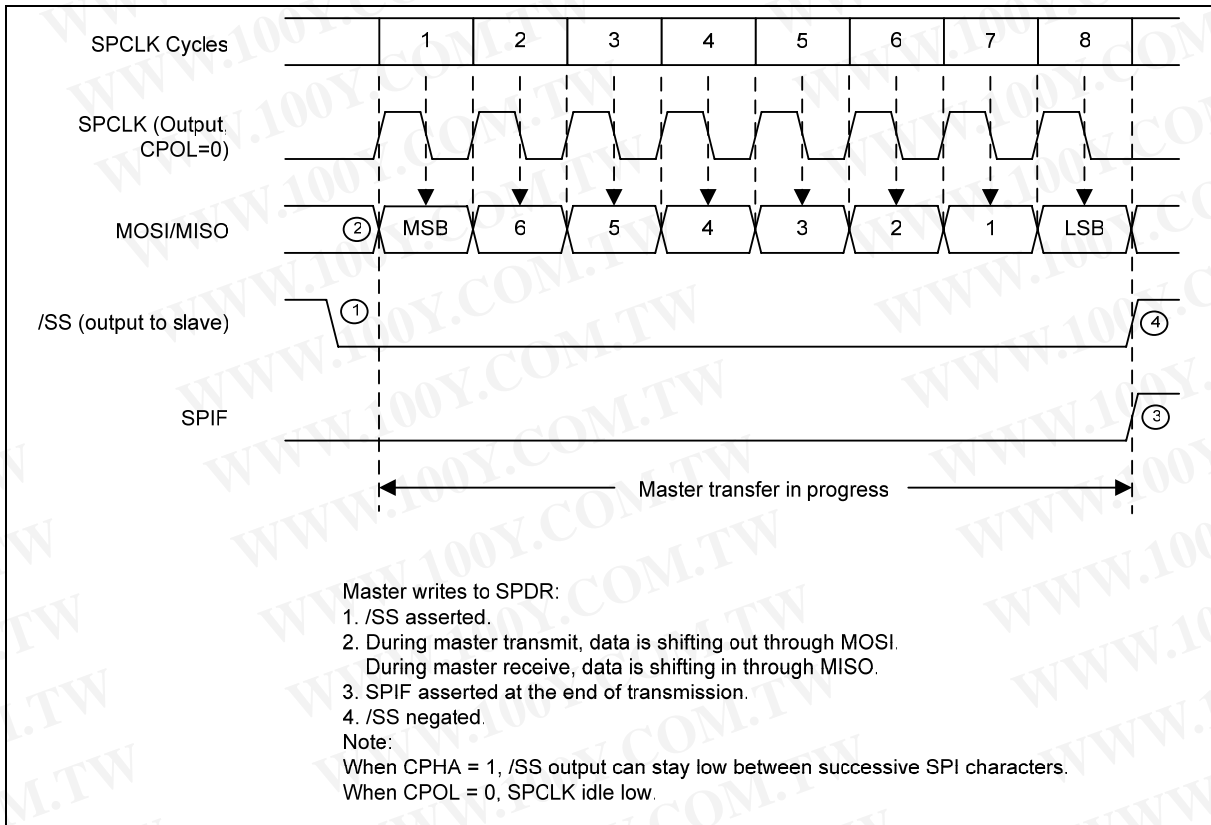 SPCLK Cycles
1 2 3 4 5 6 7 8
SPCLK (Output,
CPOL=0)
MOSI/MISO
2 MSB 6 5 4 3 2 1 LSB
/SS (output to slave)
1
4
SPIF
3
Master transfer in progress
Master writes to SPDR:
1. /SS asserted.
2. During master transmit, data is shifting out through MOSI.
During master receive, data is shifting in through MISO.
3. SPIF asserted at the end of transmission.
4. /SS negated.
Note:
When CPHA = 1, /SS output can stay low between successive SPI characters.
When CPOL = 0, SPCLK idle low.
WWW.100Y.COM.TW